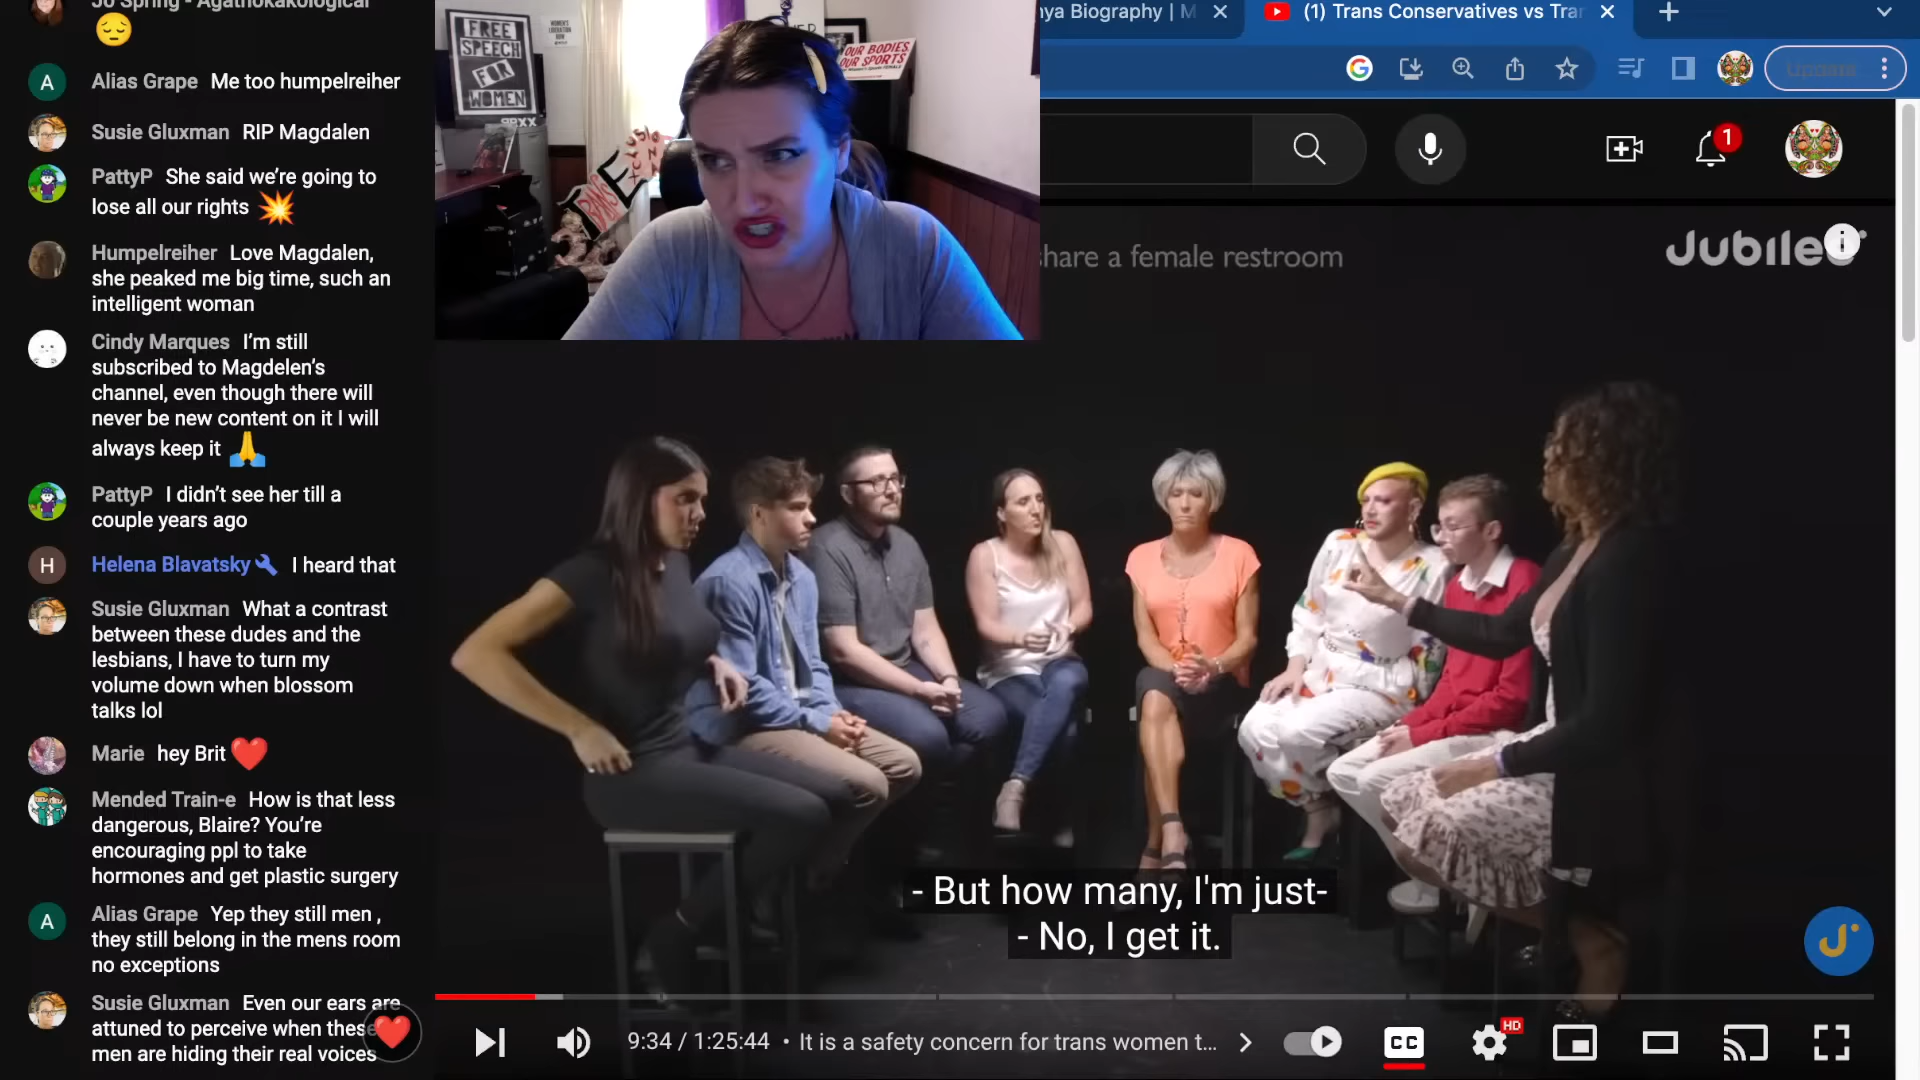 Jo Spring - Agathokakological
A
Alias Grape Me too humpelreiher
Susie Gluxman RIP Magdalen
PattyP She said we're going to
lose all our rights
Humpelreiher Love Magdalen,
she peaked me big time, such an
intelligent woman
Cindy Marques I'm still
subscribed to Magdelen's
channel, even though there will
never be new content on it I will
always keep it
PattyP I didn't see her till a
couple years ago
H
Helena Blavatsky I heard that
Susie Gluxman What a contrast
between these dudes and the
lesbians, I have to turn my
volume down when blossom
talks lol
Marie hey Brit
Mended Train-e How is that less
dangerous, Blaire? You're
encouraging ppl to take
hormones and get plastic surgery
A
Alias Grape Yep they still men ,
they still belong in the mens room
no exceptions
Susie Gluxman Even our ears are
attuned to perceive when these
men are hiding their real voices
FREE
SPEECH
FOR
WOMEN
OUR BODIES
OUR SPORTS
nya Biography | M
(1) Trans Conservatives vs Tran
Update
1
share a female restroom
Jubilee
- But how many, I'm just-
- No, I get it.
9:34 / 1:25:44 • It is a safety concern for trans women t...
CC
HD